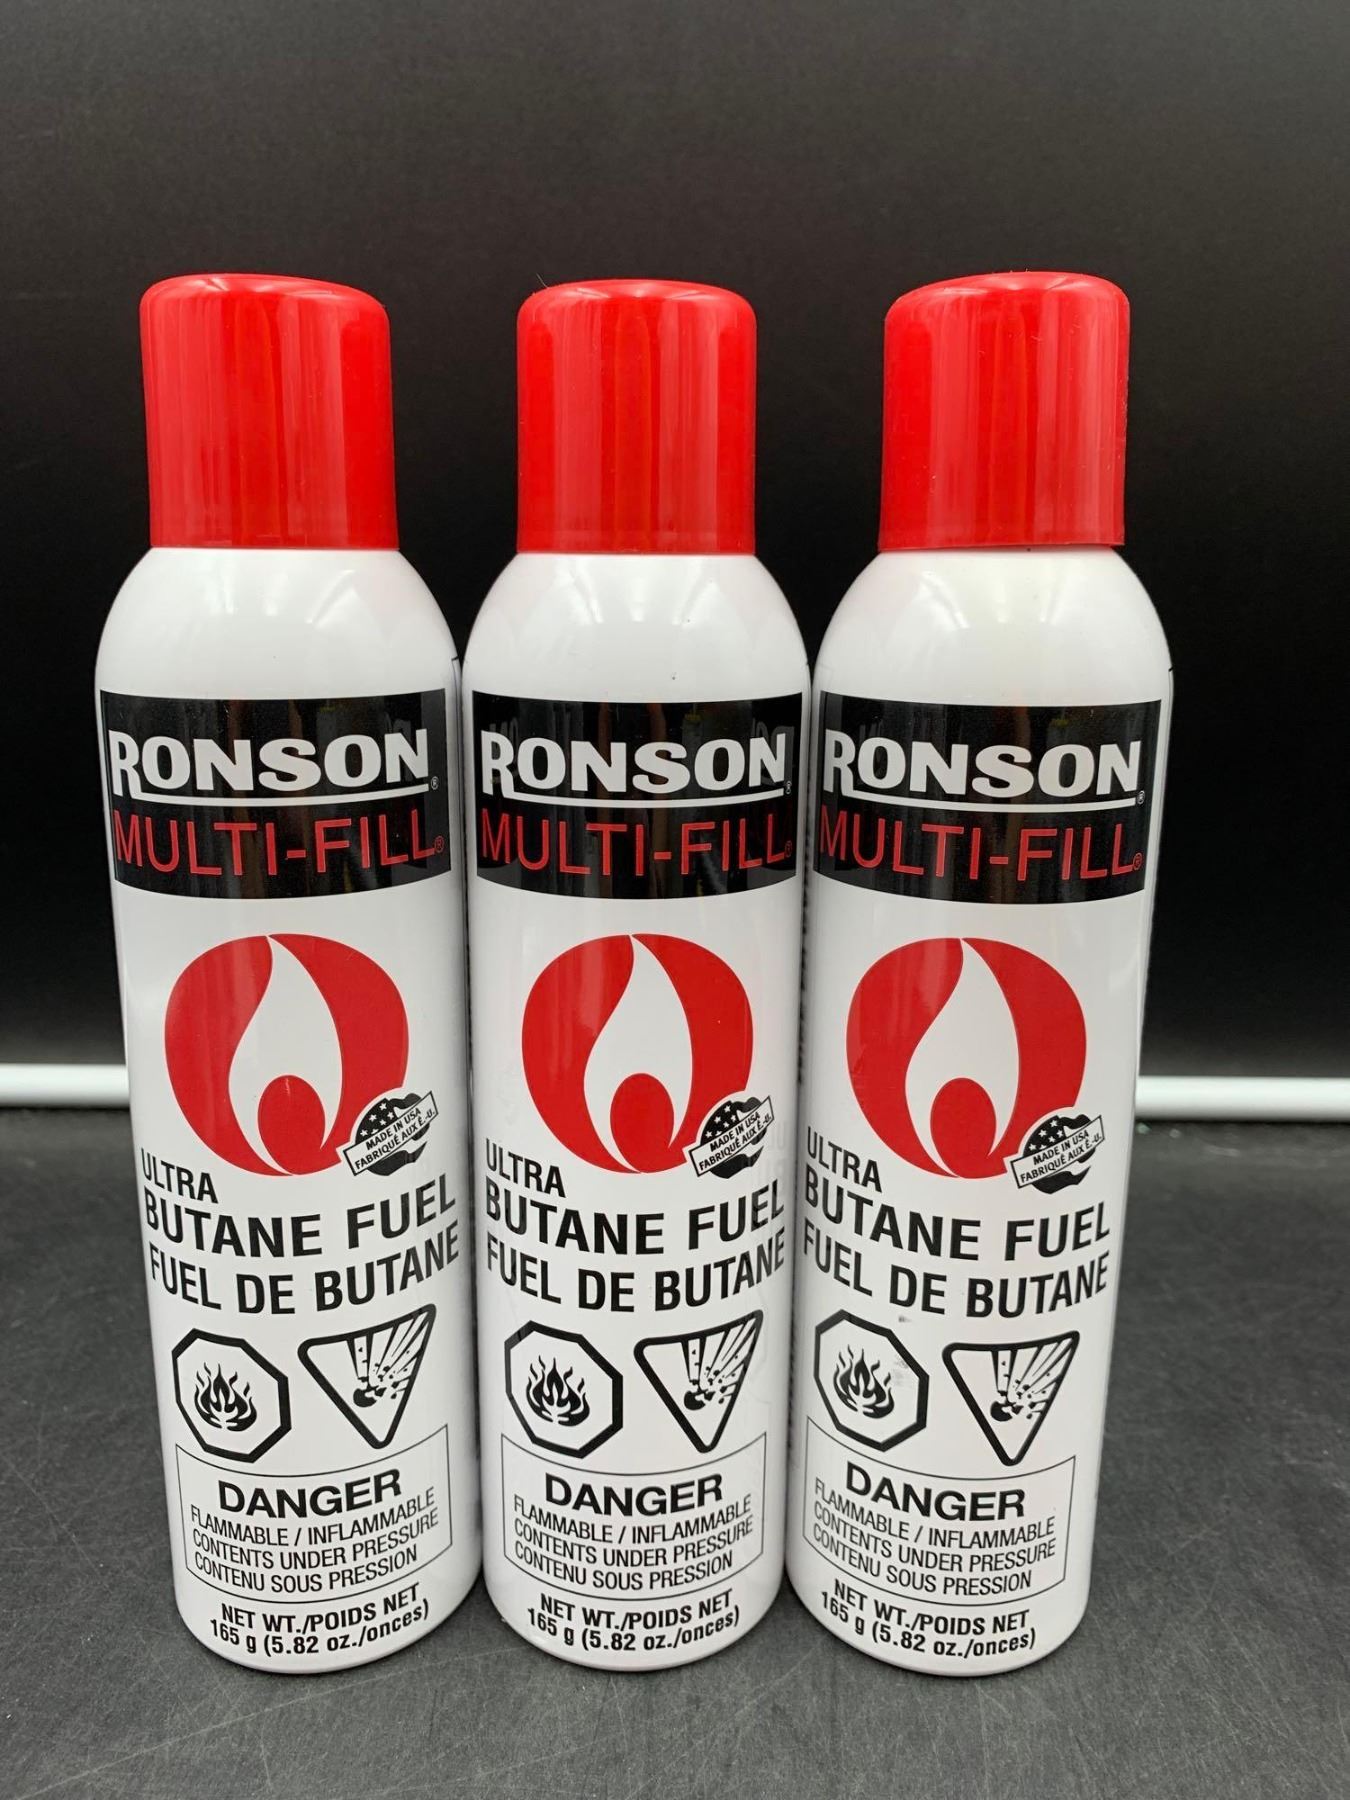 RONSON®
MULTI-FILL®
MADE IN USA
FABRIQUÉ AUX É.-U.
ULTRA
BUTANE FUEL
FUEL DE BUTANE
DANGER
FLAMMABLE / INFLAMMABLE
CONTENTS UNDER PRESSURE
CONTENU SOUS PRESSION
NET WT./POIDS NET
165 g (5.82 oz./onces)
RONSON®
MULTI-FILL®
MADE IN USA
FABRIQUÉ AUX É.-U.
ULTRA
BUTANE FUEL
FUEL DE BUTANE
DANGER
FLAMMABLE / INFLAMMABLE
CONTENTS UNDER PRESSURE
CONTENU SOUS PRESSION
NET WT./POIDS NET
165 g (5.82 oz./onces)
RONSON®
MULTI-FILL®
MADE IN USA
FABRIQUÉ AUX É.-U.
ULTRA
BUTANE FUEL
FUEL DE BUTANE
DANGER
FLAMMABLE / INFLAMMABLE
CONTENTS UNDER PRESSURE
CONTENU SOUS PRESSION
NET WT./POIDS NET
165 g (5.82 oz./onces)